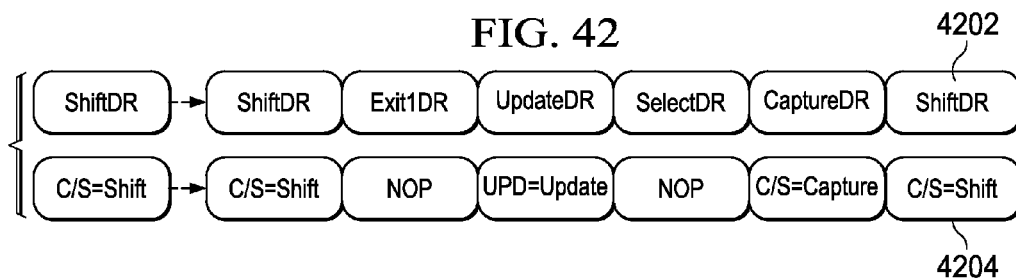 FIG. 42
4202
ShiftDR ShiftDR Exit1DR UpdateDR SelectDR CaptureDR ShiftDR
C/S=Shift C/S=Shift NOP UPD=Update NOP C/S=Capture C/S=Shift
4204